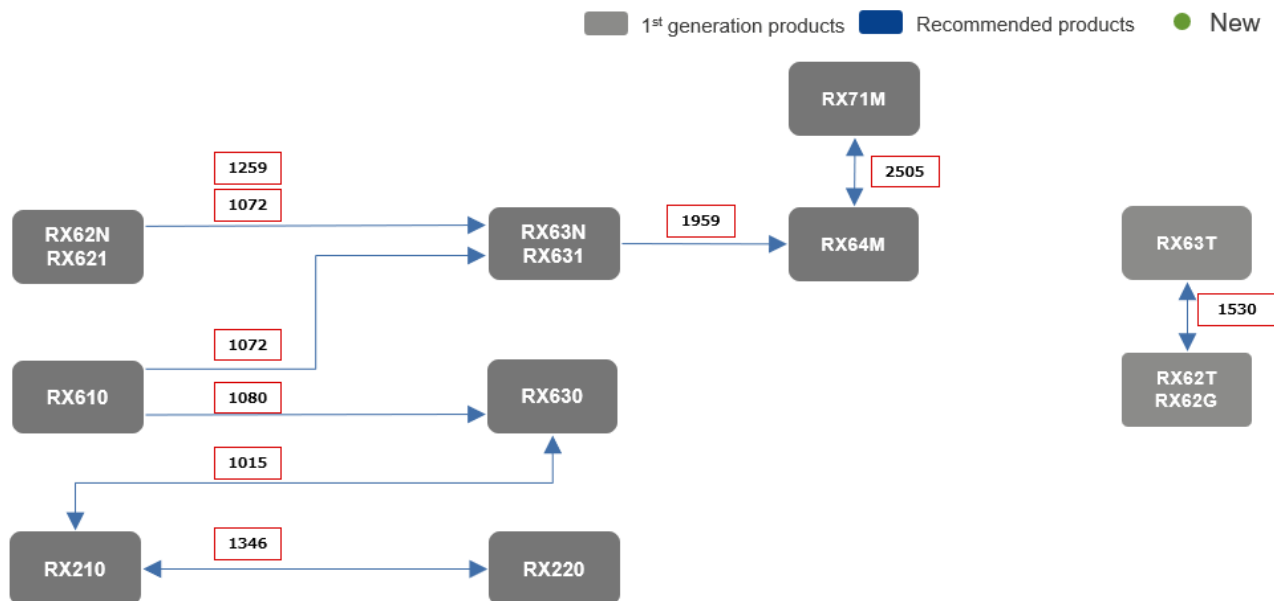 1st generation products
Recommended products
New
RX71M
2505
1259
1072
RX62N
RX621
RX63N
RX631
1959
RX64M
RX63T
1530
RX62T
RX62G
1072
RX610
1080
RX630
1015
RX210
1346
RX220